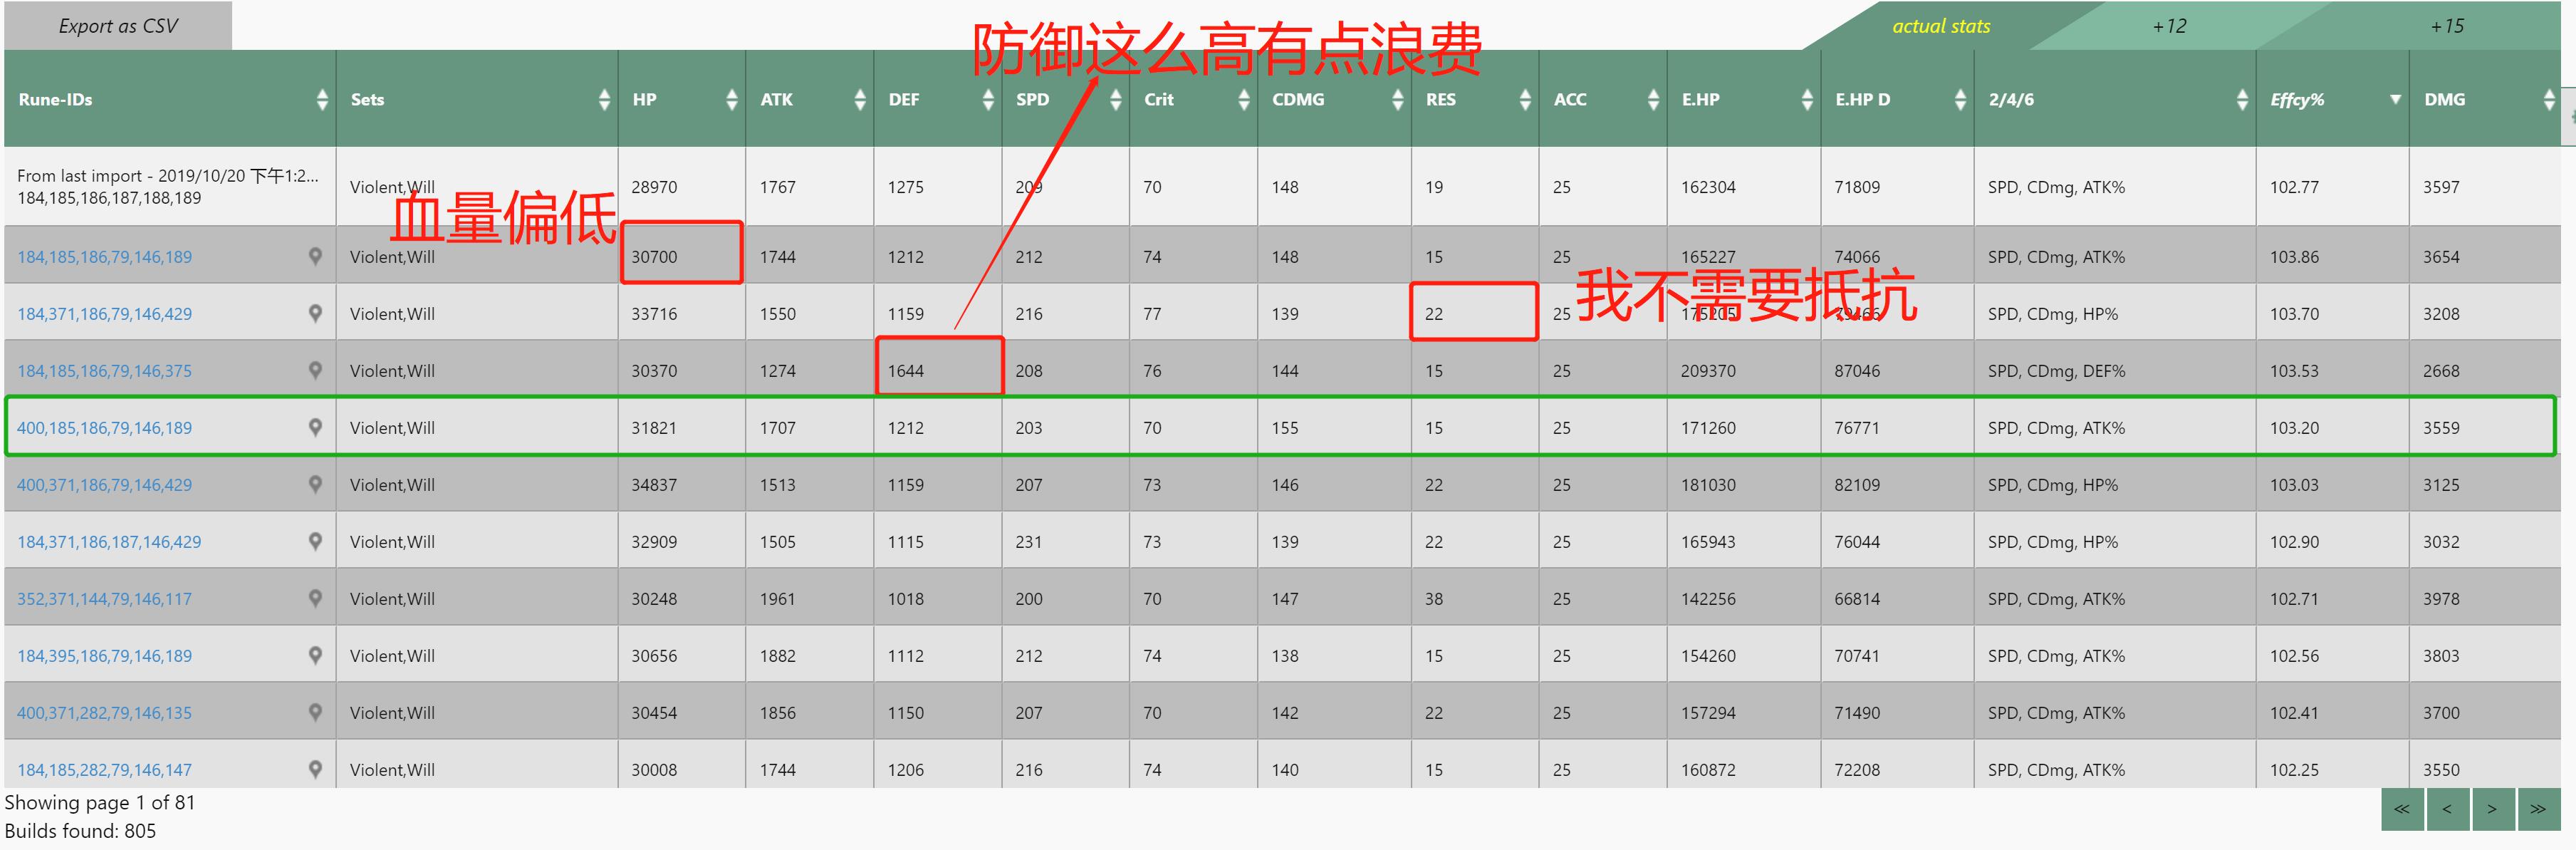 Export as CSV
防御这么高有点浪费
actual stats +12 +15
Rune-IDs Sets HP ATK DEF SPD Crit CDMG RES ACC E.HP E.HP D 2/4/6 Effcy% DMG
From last import - 2019/10/20 下午1:2...
184,185,186,187,188,189 Violent,Will 28970 1767 1275 209 70 148 19 25 162304 71809 SPD, CDmg, ATK% 102.77 3597
血量偏低
184,185,186,79,146,189 Violent,Will 30700 1744 1212 212 74 148 15 25 165227 74066 SPD, CDmg, ATK% 103.86 3654
我不需要抵抗
184,371,186,79,146,429 Violent,Will 33716 1550 1159 216 77 139 22 25 175205 79466 SPD, CDmg, HP% 103.70 3208
184,185,186,79,146,375 Violent,Will 30370 1274 1644 208 76 144 15 25 209370 87046 SPD, CDmg, DEF% 103.53 2668
400,185,186,79,146,189 Violent,Will 31821 1707 1212 203 70 155 15 25 171260 76771 SPD, CDmg, ATK% 103.20 3559
400,371,186,79,146,429 Violent,Will 34837 1513 1159 207 73 146 22 25 181030 82109 SPD, CDmg, HP% 103.03 3125
184,371,186,187,146,429 Violent,Will 32909 1505 1115 231 73 139 22 25 165943 76044 SPD, CDmg, HP% 102.90 3032
352,371,144,79,146,117 Violent,Will 30248 1961 1018 200 70 147 38 25 142256 66814 SPD, CDmg, ATK% 102.71 3978
184,395,186,79,146,189 Violent,Will 30656 1882 1112 212 74 138 15 25 154260 70741 SPD, CDmg, ATK% 102.56 3803
400,371,282,79,146,135 Violent,Will 30454 1856 1150 207 70 142 22 25 157294 71490 SPD, CDmg, ATK% 102.41 3700
184,185,282,79,146,147 Violent,Will 30008 1744 1206 216 74 140 15 25 160872 72208 SPD, CDmg, ATK% 102.25 3550
Showing page 1 of 81
≪ < > ≫
Builds found: 805